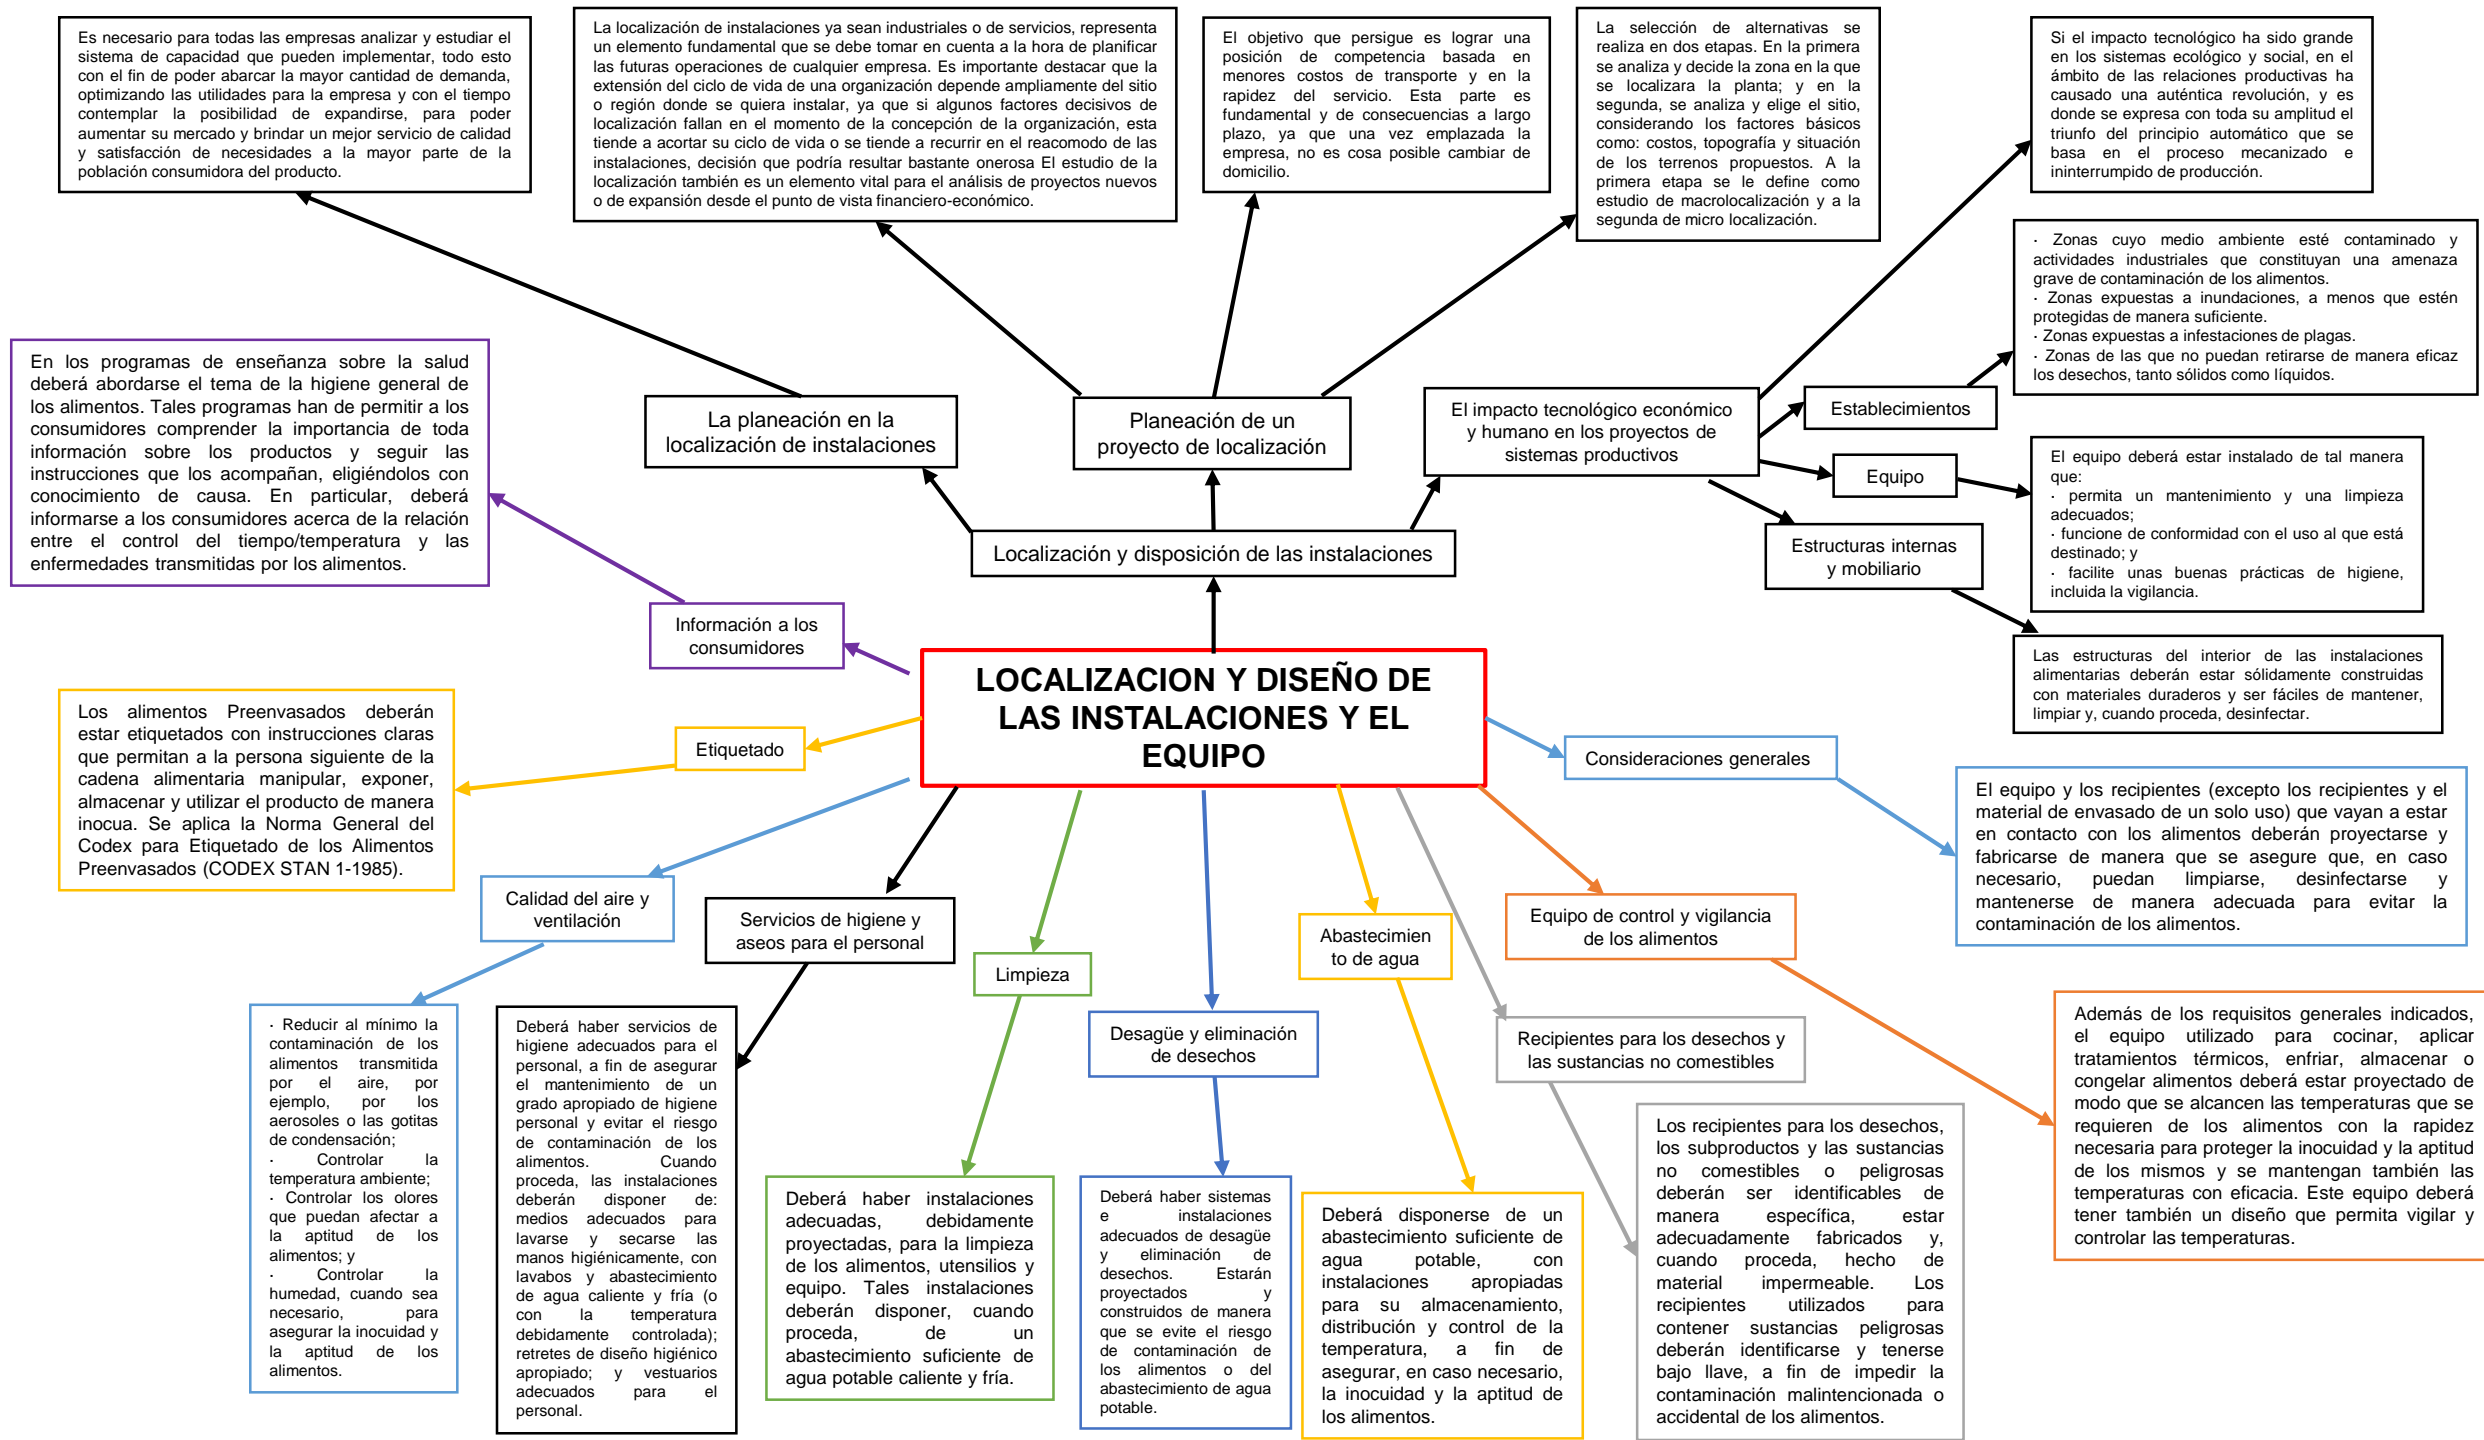 Es necesario para todas las empresas analizar y estudiar el
sistema de capacidad que pueden implementar, todo esto
con el fin de poder abarcar la mayor cantidad de demanda,
optimizando las utilidades para la empresa y con el tiempo
contemplar la posibilidad de expandirse, para poder
aumentar su mercado y brindar un mejor servicio de calidad
y satisfacción de necesidades a la mayor parte de la
población consumidora del producto.
La localización de instalaciones ya sean industriales o de servicios, representa
un elemento fundamental que se debe tomar en cuenta a la hora de planificar
las futuras operaciones de cualquier empresa. Es importante destacar que la
extensión del ciclo de vida de una organización depende ampliamente del sitio
o región donde se quiera instalar, ya que si algunos factores decisivos de
localización fallan en el momento de la concepción de la organización, esta
tiende a acortar su ciclo de vida o se tiende a recurrir en el reacomodo de las
instalaciones, decisión que podría resultar bastante onerosa El estudio de la
localización también es un elemento vital para el análisis de proyectos nuevos
o de expansión desde el punto de vista financiero-económico.
El objetivo que persigue es lograr una
posición de competencia basada en
menores costos de transporte y en la
rapidez del servicio. Esta parte es
fundamental y de consecuencias a largo
plazo, ya que una vez emplazada la
empresa, no es cosa posible cambiar de
domicilio.
La selección de alternativas se
realiza en dos etapas. En la primera
se analiza y decide la zona en la que
se localizara la planta; y en la
segunda, se analiza y elige el sitio,
considerando los factores básicos
como: costos, topografía y situación
de los terrenos propuestos. A la
primera etapa se le define como
estudio de macrolocalización y a la
segunda de micro localización.
Si el impacto tecnológico ha sido grande
en los sistemas ecológico y social, en el
ámbito de las relaciones productivas ha
causado una auténtica revolución, y es
donde se expresa con toda su amplitud el
triunfo del principio automático que se
basa en el proceso mecanizado e
ininterrumpido de producción.
· Zonas cuyo medio ambiente esté contaminado y
actividades industriales que constituyan una amenaza
grave de contaminación de los alimentos.
· Zonas expuestas a inundaciones, a menos que estén
protegidas de manera suficiente.
· Zonas expuestas a infestaciones de plagas.
· Zonas de las que no puedan retirarse de manera eficaz
los desechos, tanto sólidos como líquidos.
En los programas de enseñanza sobre la salud
deberá abordarse el tema de la higiene general de
los alimentos. Tales programas han de permitir a los
consumidores comprender la importancia de toda
información sobre los productos y seguir las
instrucciones que los acompañan, eligiéndolos con
conocimiento de causa. En particular, deberá
informarse a los consumidores acerca de la relación
entre el control del tiempo/temperatura y las
enfermedades transmitidas por los alimentos.
La planeación en la
localización de instalaciones
Planeación de un
proyecto de localización
El impacto tecnológico económico
y humano en los proyectos de
sistemas productivos
Establecimientos
Equipo
El equipo deberá estar instalado de tal manera
que:
· permita un mantenimiento y una limpieza
adecuados;
· funcione de conformidad con el uso al que está
destinado; y
· facilite unas buenas prácticas de higiene,
incluida la vigilancia.
Localización y disposición de las instalaciones
Estructuras internas
y mobiliario
Información a los
consumidores
Las estructuras del interior de las instalaciones
alimentarias deberán estar sólidamente construidas
con materiales duraderos y ser fáciles de mantener,
limpiar y, cuando proceda, desinfectar.
LOCALIZACION Y DISEÑO DE
LAS INSTALACIONES Y EL
EQUIPO
Los alimentos Preenvasados deberán
estar etiquetados con instrucciones claras
que permitan a la persona siguiente de la
cadena alimentaria manipular, exponer,
almacenar y utilizar el producto de manera
inocua. Se aplica la Norma General del
Codex para Etiquetado de los Alimentos
Preenvasados (CODEX STAN 1-1985).
Etiquetado
Consideraciones generales
El equipo y los recipientes (excepto los recipientes y el
material de envasado de un solo uso) que vayan a estar
en contacto con los alimentos deberán proyectarse y
fabricarse de manera que se asegure que, en caso
necesario, puedan limpiarse, desinfectarse y
mantenerse de manera adecuada para evitar la
contaminación de los alimentos.
Calidad del aire y
ventilación
Servicios de higiene y
aseos para el personal
Limpieza
Desagüe y eliminación
de desechos
Abastecimien
to de agua
Equipo de control y vigilancia
de los alimentos
Recipientes para los desechos y
las sustancias no comestibles
· Reducir al mínimo la
contaminación de los
alimentos transmitida
por el aire, por
ejemplo, por los
aerosoles o las gotitas
de condensación;
· Controlar la
temperatura ambiente;
· Controlar los olores
que puedan afectar a
la aptitud de los
alimentos; y
· Controlar la
humedad, cuando sea
necesario, para
asegurar la inocuidad y
la aptitud de los
alimentos.
Deberá haber servicios de
higiene adecuados para el
personal, a fin de asegurar
el mantenimiento de un
grado apropiado de higiene
personal y evitar el riesgo
de contaminación de los
alimentos. Cuando
proceda, las instalaciones
deberán disponer de:
medios adecuados para
lavarse y secarse las
manos higiénicamente, con
lavabos y abastecimiento
de agua caliente y fría (o
con la temperatura
debidamente controlada);
retretes de diseño higiénico
apropiado; y vestuarios
adecuados para el
personal.
Deberá haber instalaciones
adecuadas, debidamente
proyectadas, para la limpieza
de los alimentos, utensilios y
equipo. Tales instalaciones
deberán disponer, cuando
proceda, de un
abastecimiento suficiente de
agua potable caliente y fría.
Deberá haber sistemas
e instalaciones
adecuados de desagüe
y eliminación de
desechos. Estarán
proyectados y
construidos de manera
que se evite el riesgo
de contaminación de
los alimentos o del
abastecimiento de agua
potable.
Deberá disponerse de un
abastecimiento suficiente de
agua potable, con
instalaciones apropiadas
para su almacenamiento,
distribución y control de la
temperatura, a fin de
asegurar, en caso necesario,
la inocuidad y la aptitud de
los alimentos.
Los recipientes para los desechos,
los subproductos y las sustancias
no comestibles o peligrosas
deberán ser identificables de
manera específica, estar
adecuadamente fabricados y,
cuando proceda, hecho de
material impermeable. Los
recipientes utilizados para
contener sustancias peligrosas
deberán identificarse y tenerse
bajo llave, a fin de impedir la
contaminación malintencionada o
accidental de los alimentos.
Además de los requisitos generales indicados,
el equipo utilizado para cocinar, aplicar
tratamientos térmicos, enfriar, almacenar o
congelar alimentos deberá estar proyectado de
modo que se alcancen las temperaturas que se
requieren de los alimentos con la rapidez
necesaria para proteger la inocuidad y la aptitud
de los mismos y se mantengan también las
temperaturas con eficacia. Este equipo deberá
tener también un diseño que permita vigilar y
controlar las temperaturas.